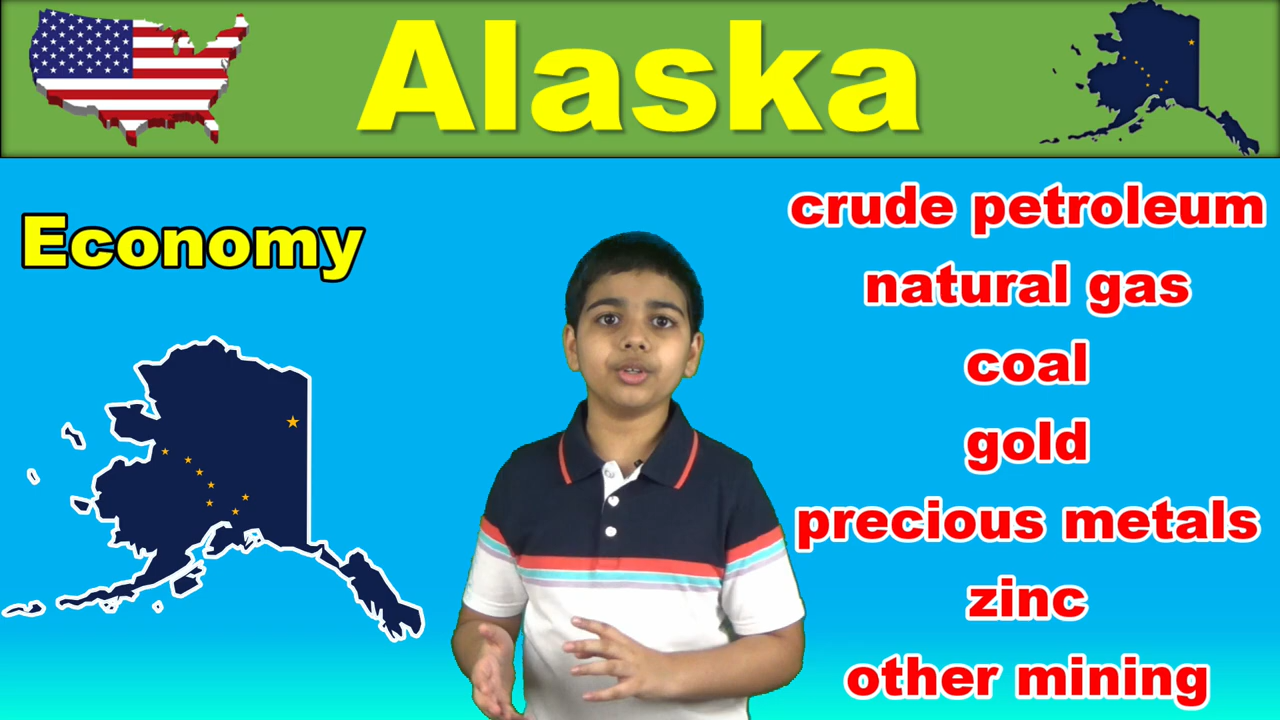 Alaska
Economy
crude petroleum
natural gas
coal
gold
precious metals
zinc
other mining